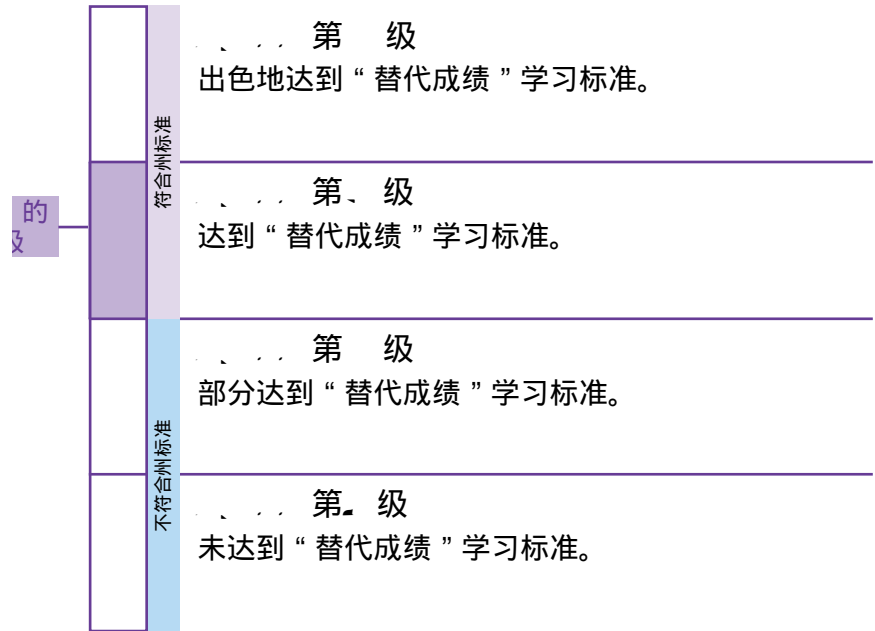 第 级
出色地达到“替代成绩”学习标准。
符合州标准
第 级
达到“替代成绩”学习标准。
的
级
第 级
部分达到“替代成绩”学习标准。
不符合州标准
第 级
未达到“替代成绩”学习标准。